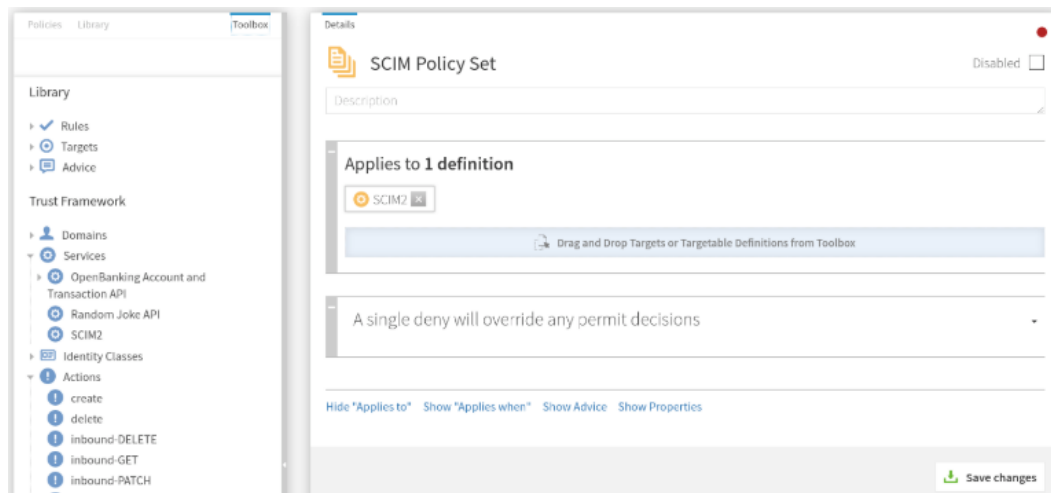 Policies Library Toolbox
Library
Rules
Targets
Advice
Trust Framework
Domains
Services
OpenBanking Account and
Transaction API
Random Joke API
SCIM2
Identity Classes
Actions
create
delete
inbound-DELETE
inbound-GET
inbound-PATCH
Details
SCIM Policy Set
Disabled
Description
Applies to 1 definition
SCIM2
Drag and Drop Targets or Targetable Definitions from Toolbox
A single deny will override any permit decisions
Hide "Applies to" Show "Applies when" Show Advice Show Properties
Save changes